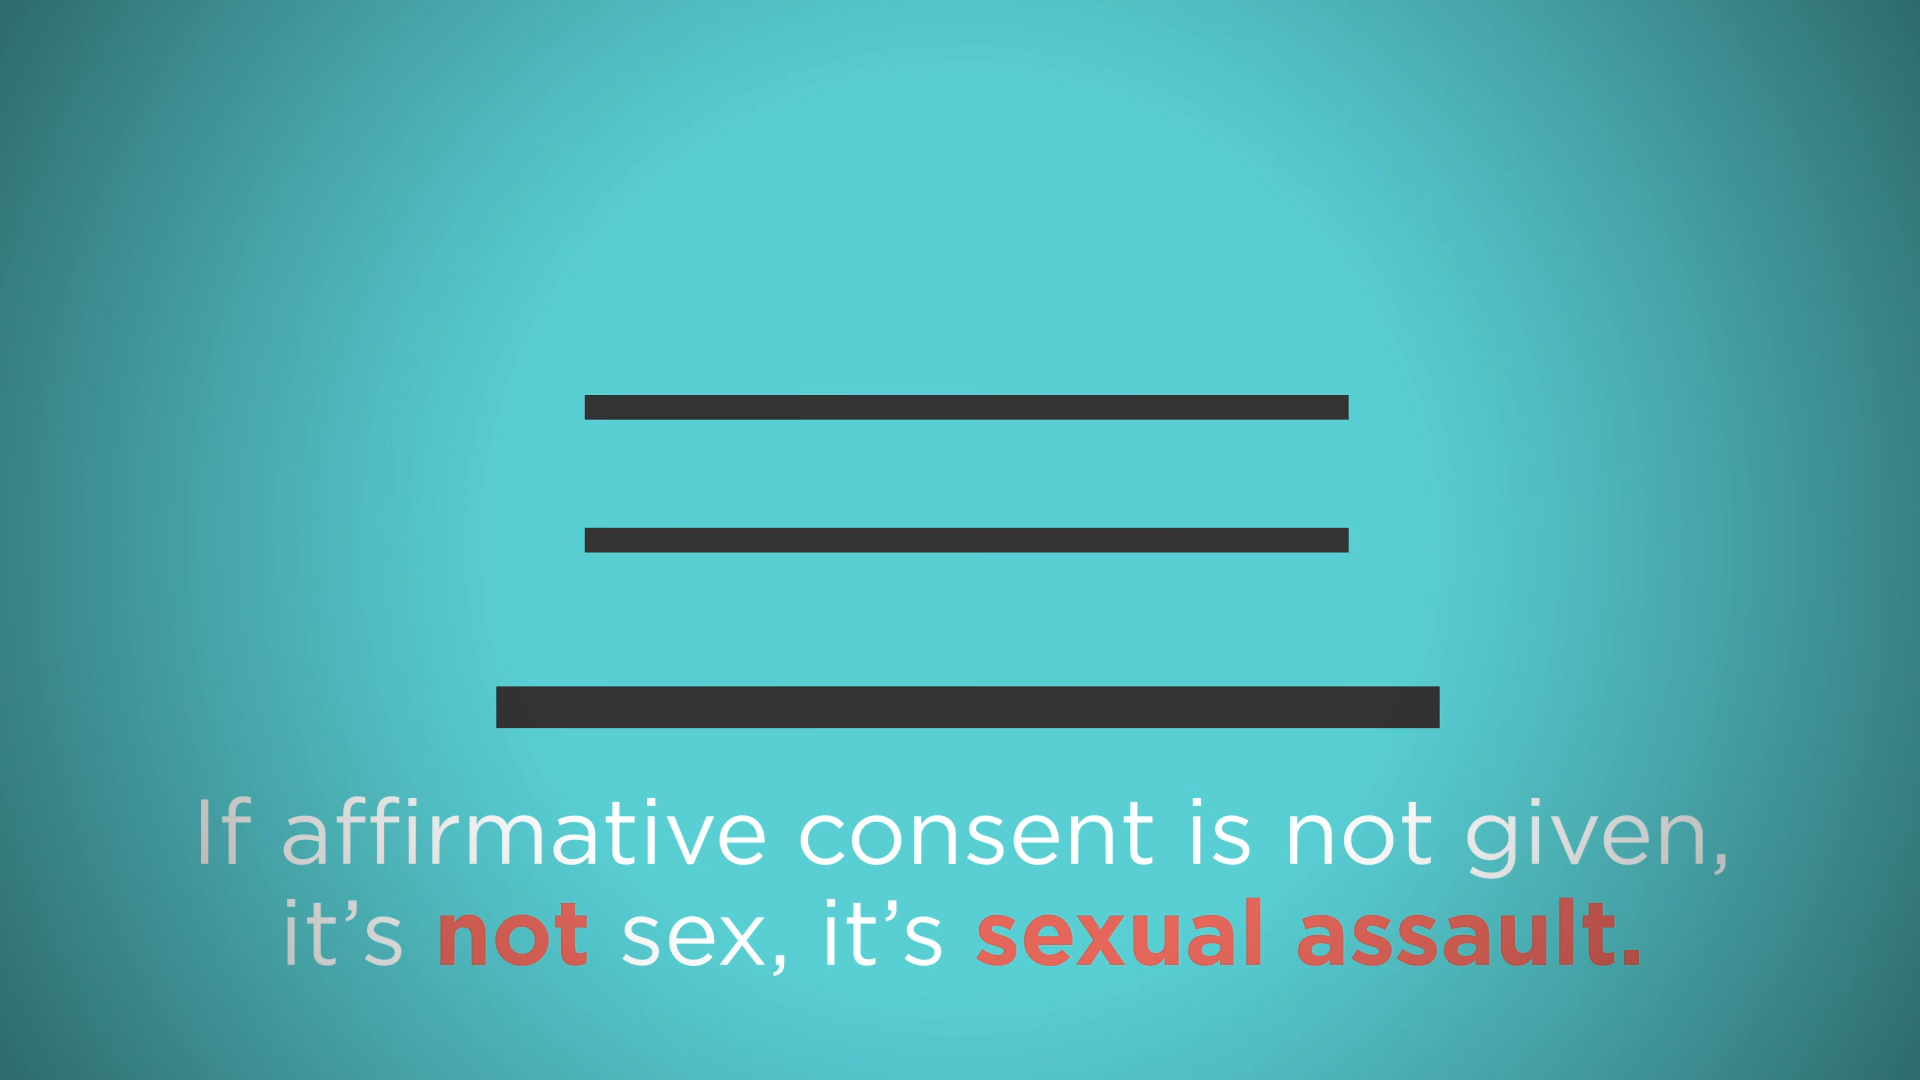 If affirmative consent is not given,
it’s not sex, it’s sexual assault.